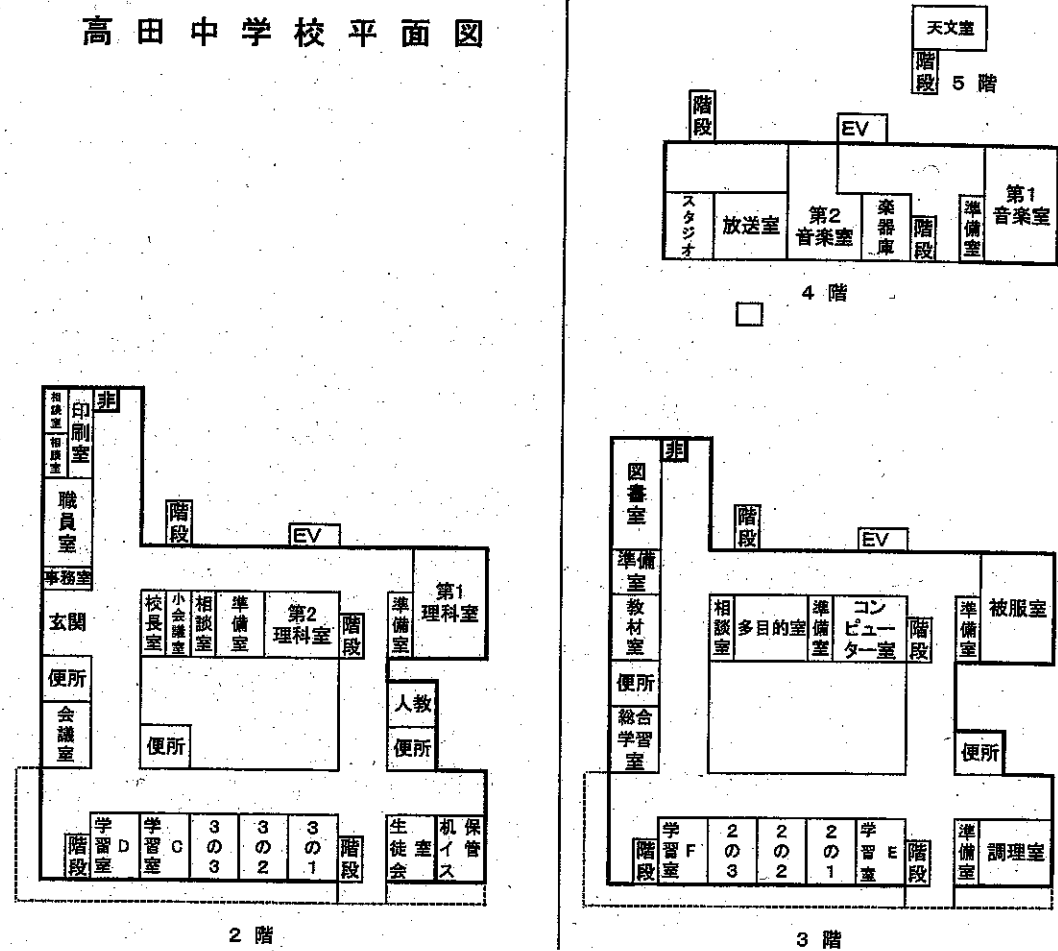 高田中学校平面図
天文室
階段
5 階
階段
EV
スタジオ
放送室
第2
音楽室
楽器庫
階段
準備室
第1
音楽室
4 階
相談室
相談室
印刷室
非
職員室
事務室
玄関
便所
会議室
階段
EV
校長室
小会議室
相談室
準備室
第2
理科室
階段
準備室
第1
理科室
便所
人教
便所
階段
学習室 D
学習室 C
3の3
3の2
3の1
階段
生徒会室
机イス保管
2 階
図書室
非
準備室
教材室
便所
総合
学習室
階段
EV
相談室
多目的室
準備室
コン
ピュー
ター室
階段
準備室
被服室
便所
階段
学習室 F
2の3
2の2
2の1
学習室 E
階段
準備室
調理室
3 階